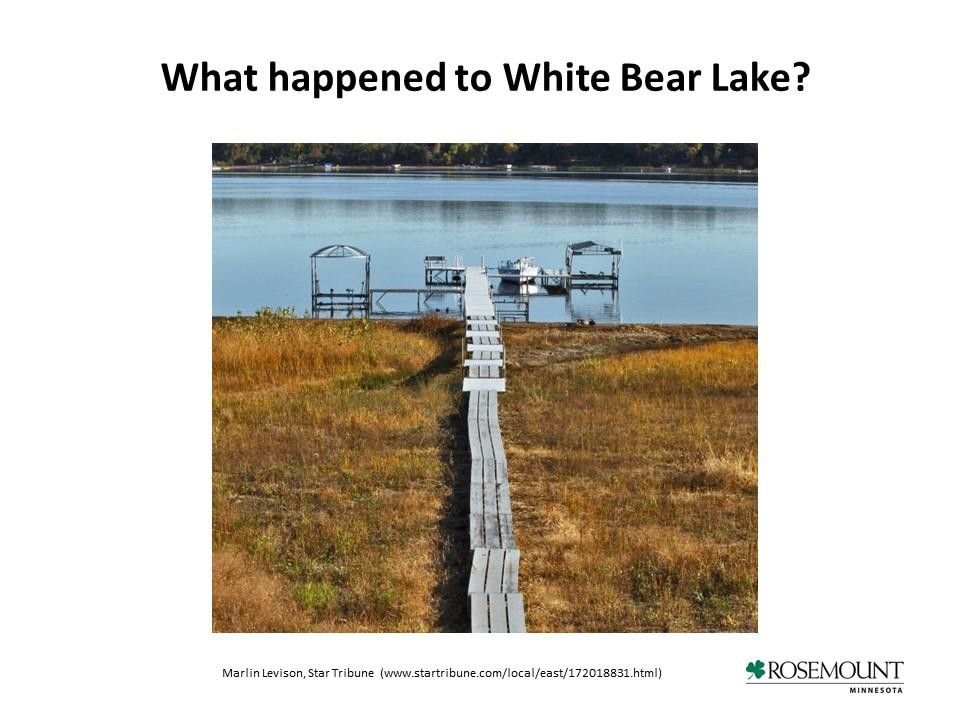 What happened to White Bear Lake?
Marlin Levison, Star Tribune (www.startribune.com/local/east/172018831.html)
ROSEMOUNT
MINNESOTA